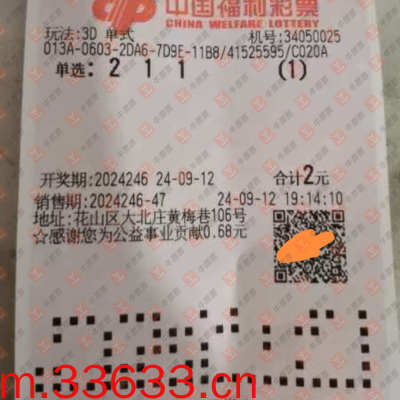 中国福利彩票
CHINA WELFARE LOTTERY
玩法:3D 单式 机号:34050025
013A-0603-2DA6-7D9E-11B8/41525595/C020A
单选: 2 1 1 (1)
开奖期:2024246 24-09-12 合计2元
销售期:2024246-47 24-09-12 19:14:10
地址:花山区大北庄黄梅巷106号
☆感谢您为公益事业贡献0.68元
m.33633.cn